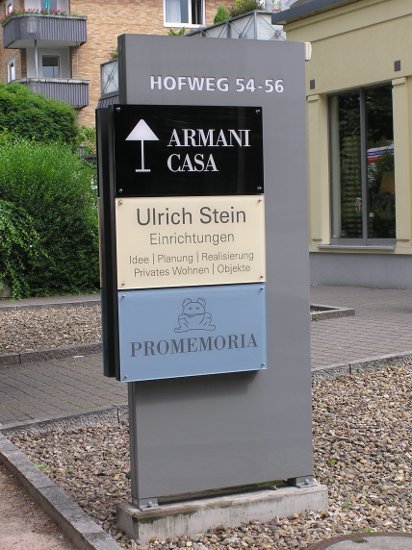 HOFWEG 54-56
ARMANI
CASA
Ulrich Stein
Einrichtungen
Idee | Planung | Realisierung
Privates Wohnen | Objekte
PROMEMORIA